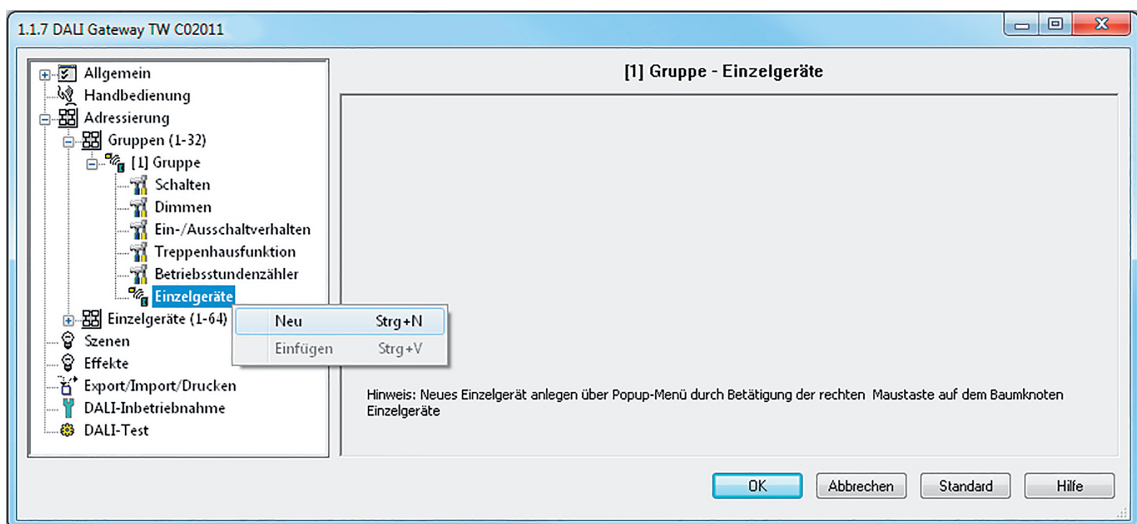 1.1.7 DALI Gateway TW C02011
Allgemein
Handbedienung
Adressierung
Gruppen (1-32)
[1] Gruppe
Schalten
Dimmen
Ein-/Ausschaltverhalten
Treppenhausfunktion
Betriebsstundenzähler
Einzelgeräte
Einzelgeräte (1-64)
Szenen
Effekte
Export/Import/Drucken
DALI-Inbetriebnahme
DALI-Test
Neu Strg+N
Einfügen Strg+V
[1] Gruppe - Einzelgeräte
Hinweis: Neues Einzelgerät anlegen über Popup-Menü durch Betätigung der rechten Maustaste auf dem Baumknoten
Einzelgeräte
OK Abbrechen Standard Hilfe